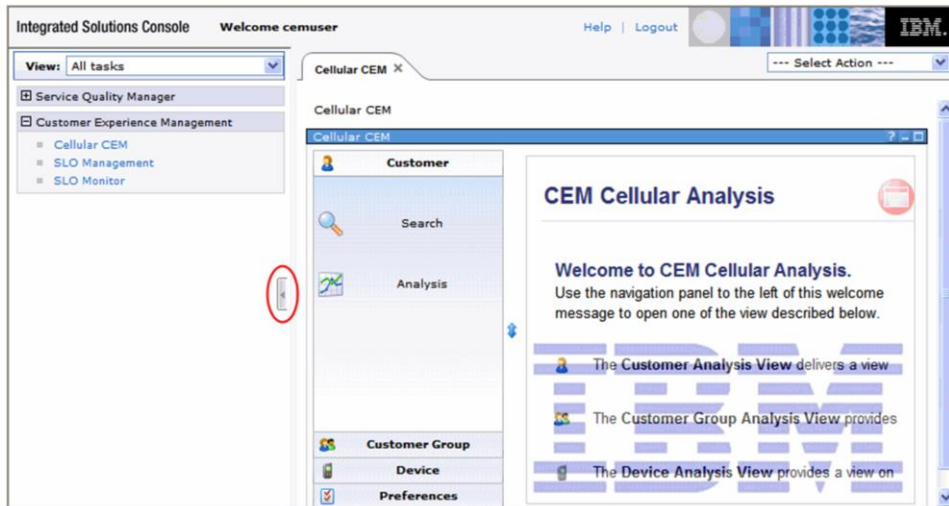 Integrated Solutions Console Welcome cemuser Help | Logout IBM.
View: All tasks
Cellular CEM
--- Select Action ---
Service Quality Manager
Customer Experience Management
Cellular CEM
SLO Management
SLO Monitor
Cellular CEM
Cellular CEM
Customer
Search
Analysis
Customer Group
Device
Preferences
CEM Cellular Analysis
Welcome to CEM Cellular Analysis.
Use the navigation panel to the left of this welcome
message to open one of the view described below.
The Customer Analysis View delivers a view
The Customer Group Analysis View provides
The Device Analysis View provides a view on
IBM